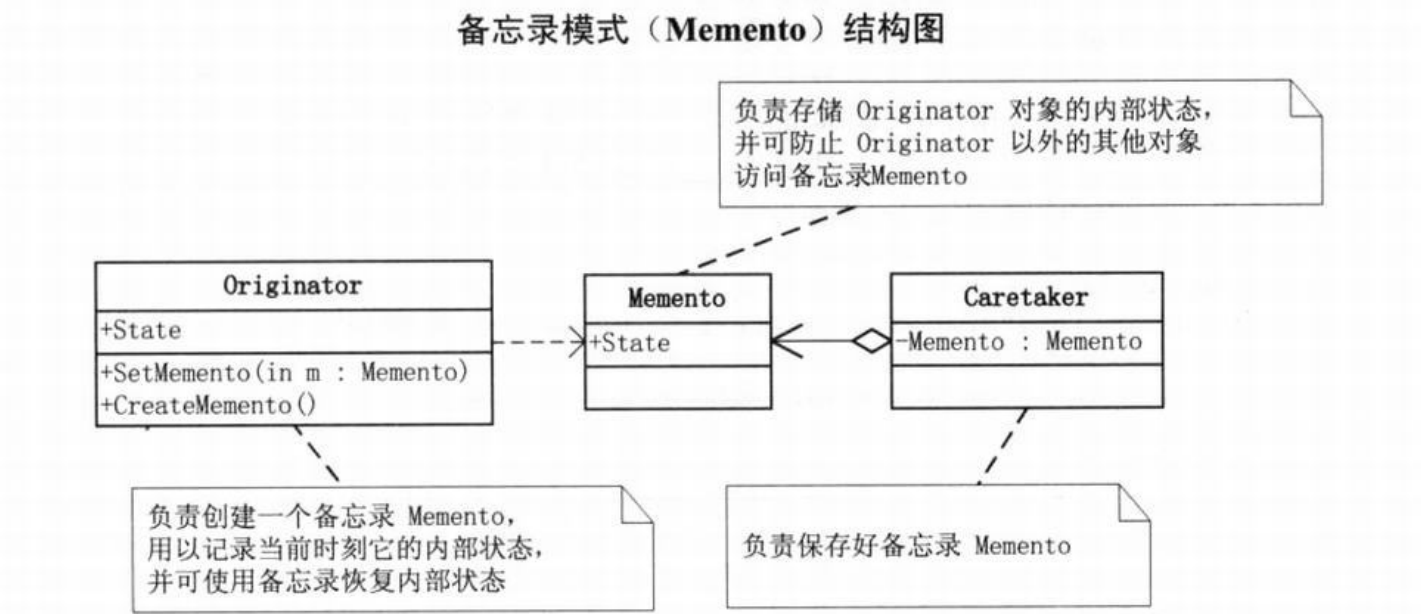 备忘录模式（Memento）结构图
负责存储 Originator 对象的内部状态，
并可防止 Originator 以外的其他对象
访问备忘录Memento
Originator
+State
+SetMemento(in m : Memento)
+CreateMemento()
Memento
+State
Caretaker
-Memento : Memento
负责创建一个备忘录 Memento，
用以记录当前时刻它的内部状态，
并可使用备忘录恢复内部状态
负责保存好备忘录 Memento